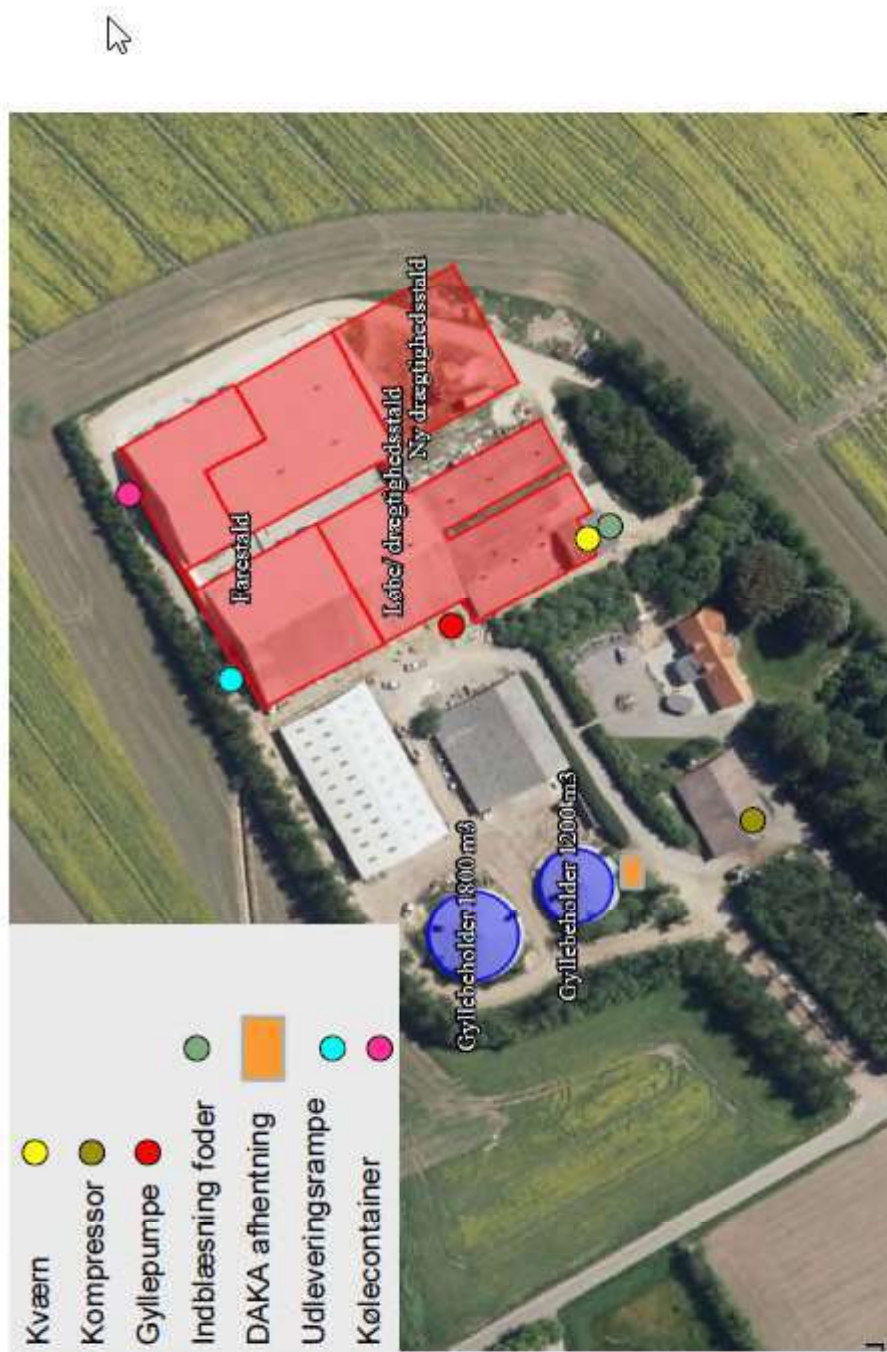 Kværn
Kompressor
Gyllepumpe
Indblæsning foder
DAKA afhentning
Udleveringsrampe
Kølecontainer
Farestald
Løbe/ drægtighedsstald
Ny drægtighedsstald
Gyllebeholder 1800 m3
Gyllebeholder 1200 m3